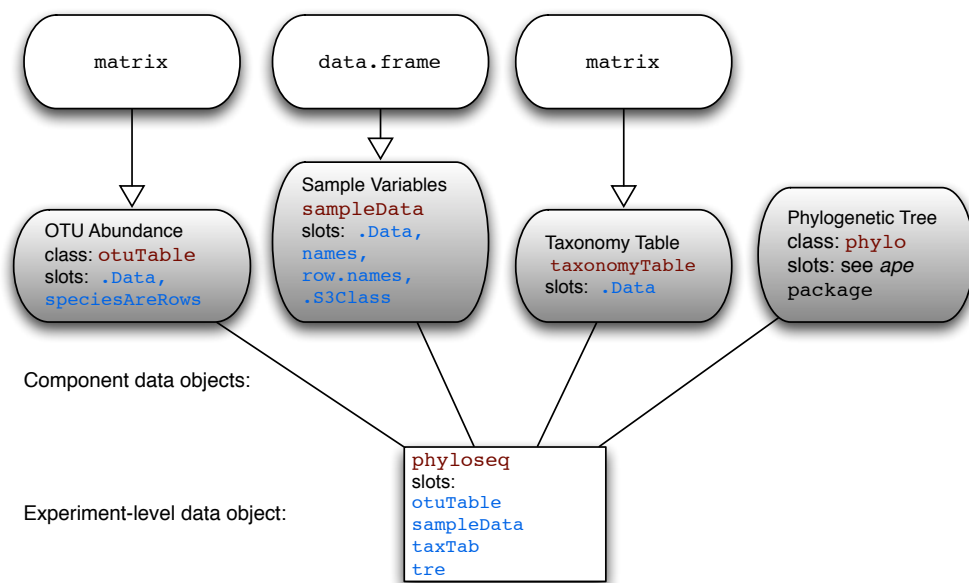 matrix
data.frame
matrix
OTU Abundance
class: otuTable
slots: .Data,
speciesAreRows
Sample Variables
sampleData
slots: .Data,
names,
row.names,
.S3Class
Taxonomy Table
taxonomyTable
slots: .Data
Phylogenetic Tree
class: phylo
slots: see ape
package
Component data objects:
phyloseq
slots:
otuTable
sampleData
taxTab
tre
Experiment-level data object: